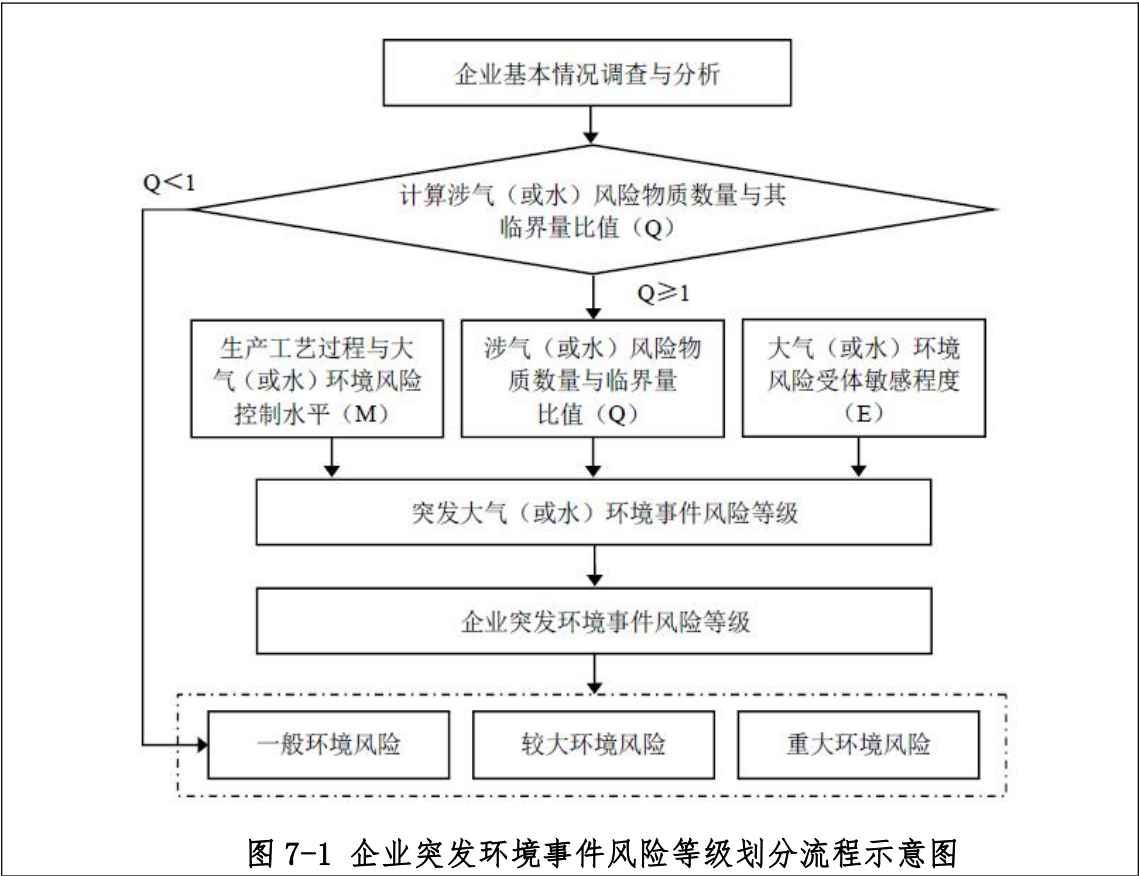 企业基本情况调查与分析
Q＜1
计算涉气（或水）风险物质数量与其
临界量比值（Q）
Q≥1
生产工艺过程与大
气（或水）环境风险
控制水平（M）
涉气（或水）风险物
质数量与临界量
比值（Q）
大气（或水）环境
风险受体敏感程度
（E）
突发大气（或水）环境事件风险等级
企业突发环境事件风险等级
一般环境风险
较大环境风险
重大环境风险
图 7-1 企业突发环境事件风险等级划分流程示意图